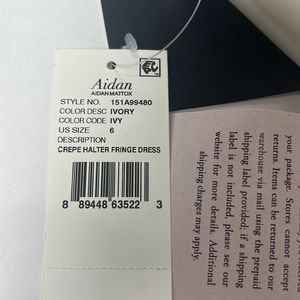 Aidan
AIDAN MATTOX
STYLE NO. 151A99480
COLOR DESC IVORY
COLOR CODE IVY
US SIZE 6
DESCRIPTION
CREPE HALTER FRINGE DRESS
8 89448 63522 3
your package. Stores cannot accept
returns. Items can be returned to our
warehouse via mail using the prepaid
shipping label provided; if a shipping
label is not included, please see our
website for more details. Additional
shipping charges may apply.